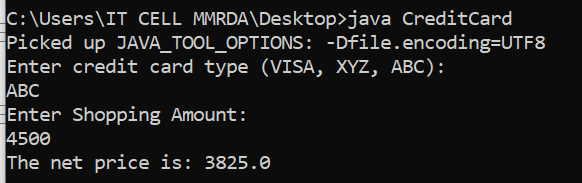 C:\Users\IT CELL MMRDA\Desktop>java CreditCard
Picked up JAVA_TOOL_OPTIONS: -Dfile.encoding=UTF8
Enter credit card type (VISA, XYZ, ABC):
ABC
Enter Shopping Amount:
4500
The net price is: 3825.0